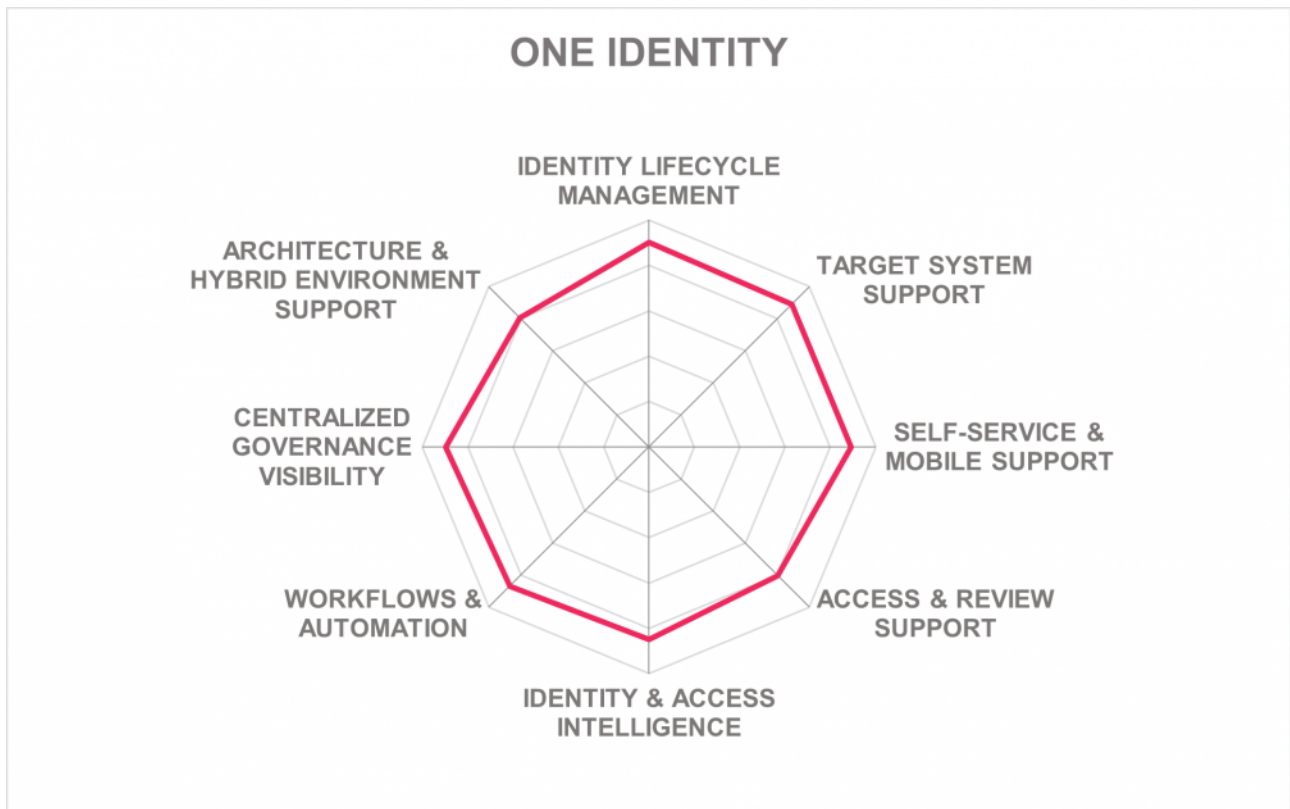 ONE IDENTITY
IDENTITY LIFECYCLE
MANAGEMENT
TARGET SYSTEM
SUPPORT
SELF-SERVICE &
MOBILE SUPPORT
ACCESS & REVIEW
SUPPORT
IDENTITY & ACCESS
INTELLIGENCE
WORKFLOWS &
AUTOMATION
CENTRALIZED
GOVERNANCE
VISIBILITY
ARCHITECTURE &
HYBRID ENVIRONMENT
SUPPORT